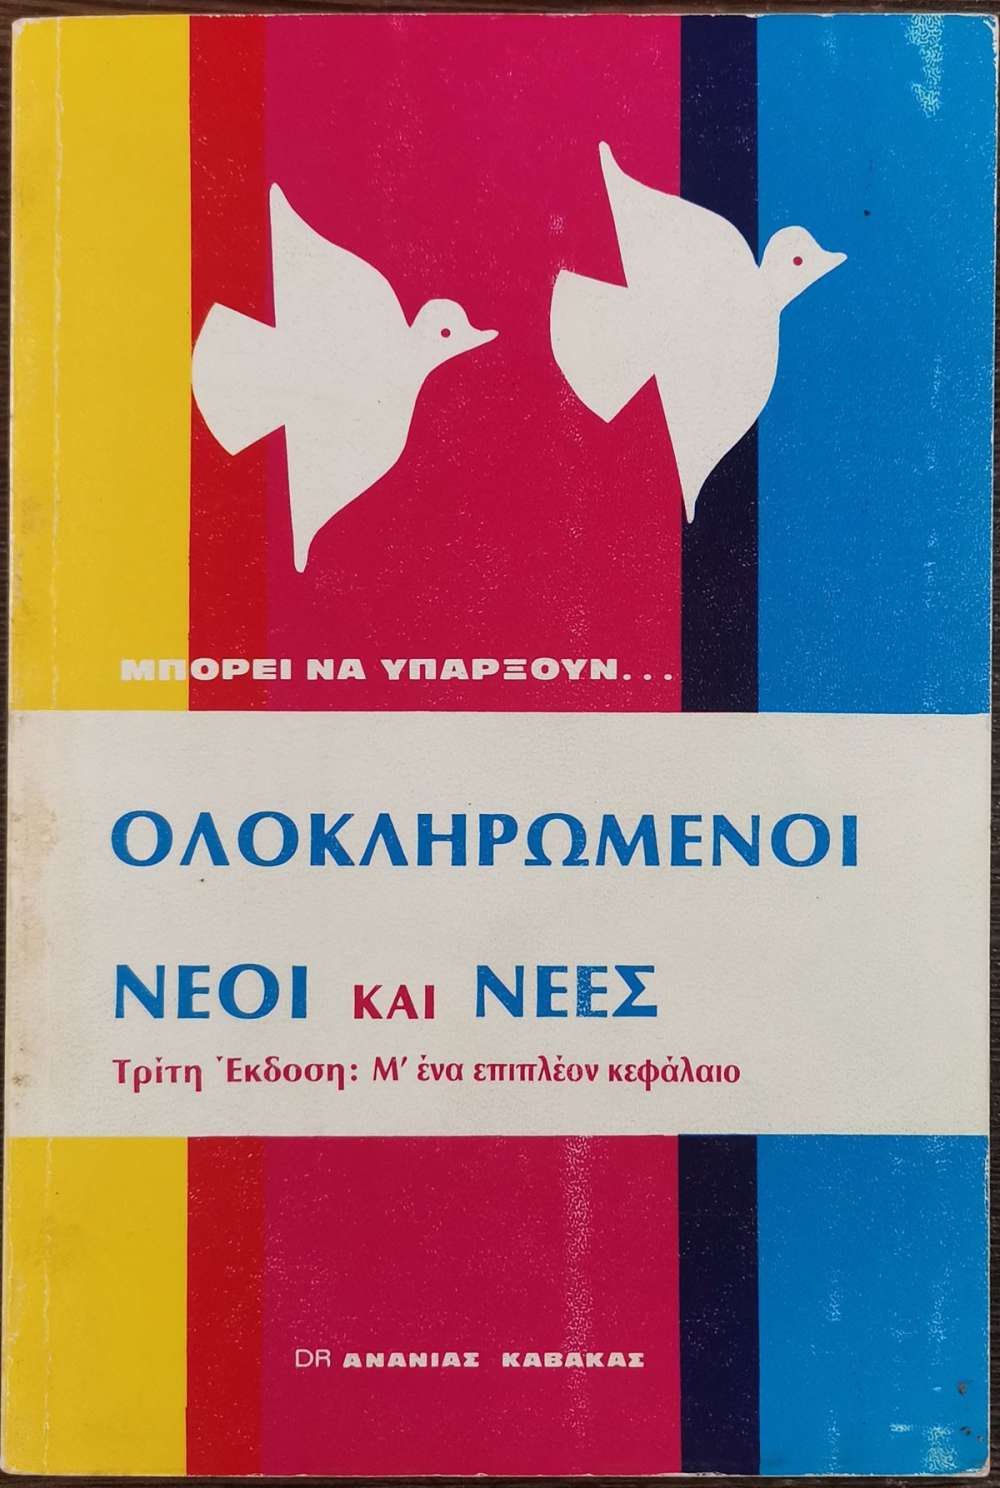 ΜΠΟΡΕΙ ΝΑ ΥΠΑΡΞΟΥΝ...
ΟΛΟΚΛΗΡΩΜΕΝΟΙ
ΝΕΟΙ ΚΑΙ ΝΕΕΣ
Τρίτη Έκδοση: Μ' ένα επιπλέον κεφάλαιο
DR ΑΝΑΝΙΑΣ ΚΑΒΑΚΑΣ